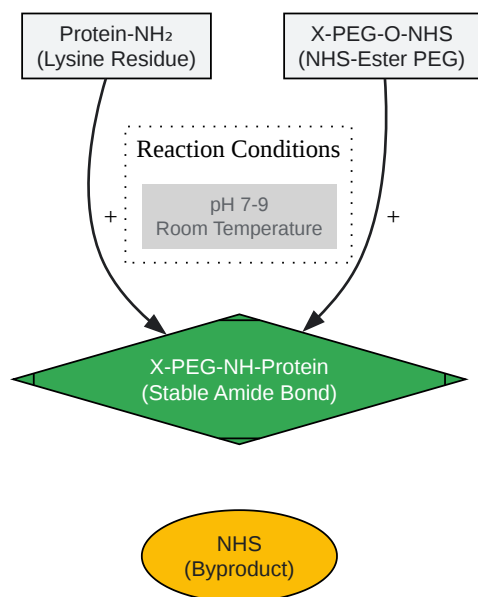 Protein-NH₂
(Lysine Residue)
X-PEG-O-NHS
(NHS-Ester PEG)
Reaction Conditions
pH 7-9
Room Temperature
+
+
X-PEG-NH-Protein
(Stable Amide Bond)
NHS
(Byproduct)